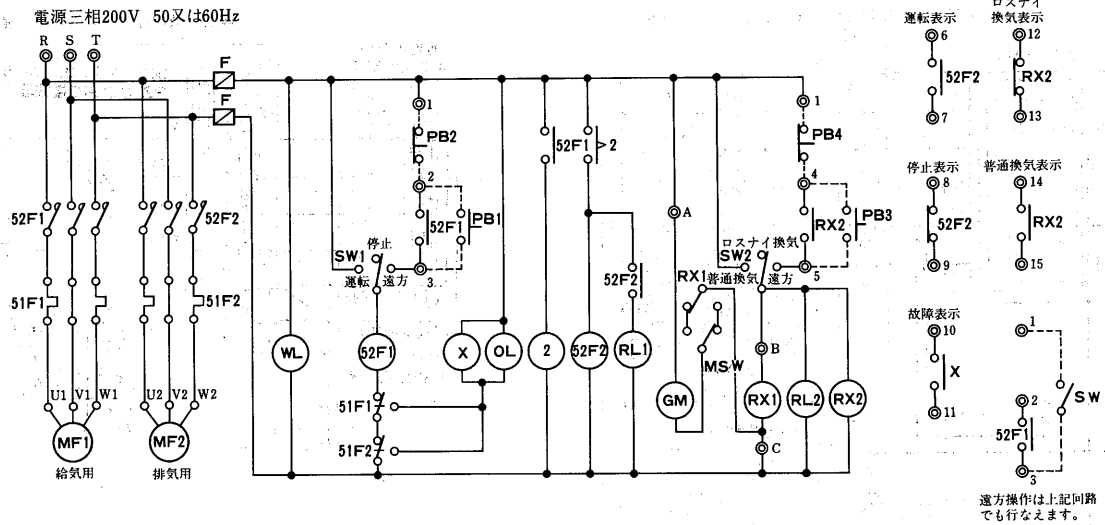 電源三相200V 50又は60Hz
R S T
F
F
52F1
52F2
51F1
51F2
U1 V1 W1
U2 V2 W2
MF1
MF2
給気用
排気用
WL
SW1
停止
運転
遠方
1
PB2
2
52F1
PB1
3
52F1
51F1
51F2
X
OL
52F1
2
2
52F2
52F2
RL1
A
GM
RX1
MSW
1
PB4
4
RX2
PB3
5
SW2
ロスナイ換気
普通換気
遠方
B
RX1
RL2
RX2
C
運転表示
6
52F2
7
ロスナイ
換気表示
12
RX2
13
停止表示
8
52F2
9
普通換気表示
14
RX2
15
故障表示
10
X
11
1
SW
2
52F1
3
遠方操作は上記回路
でも行なえます。